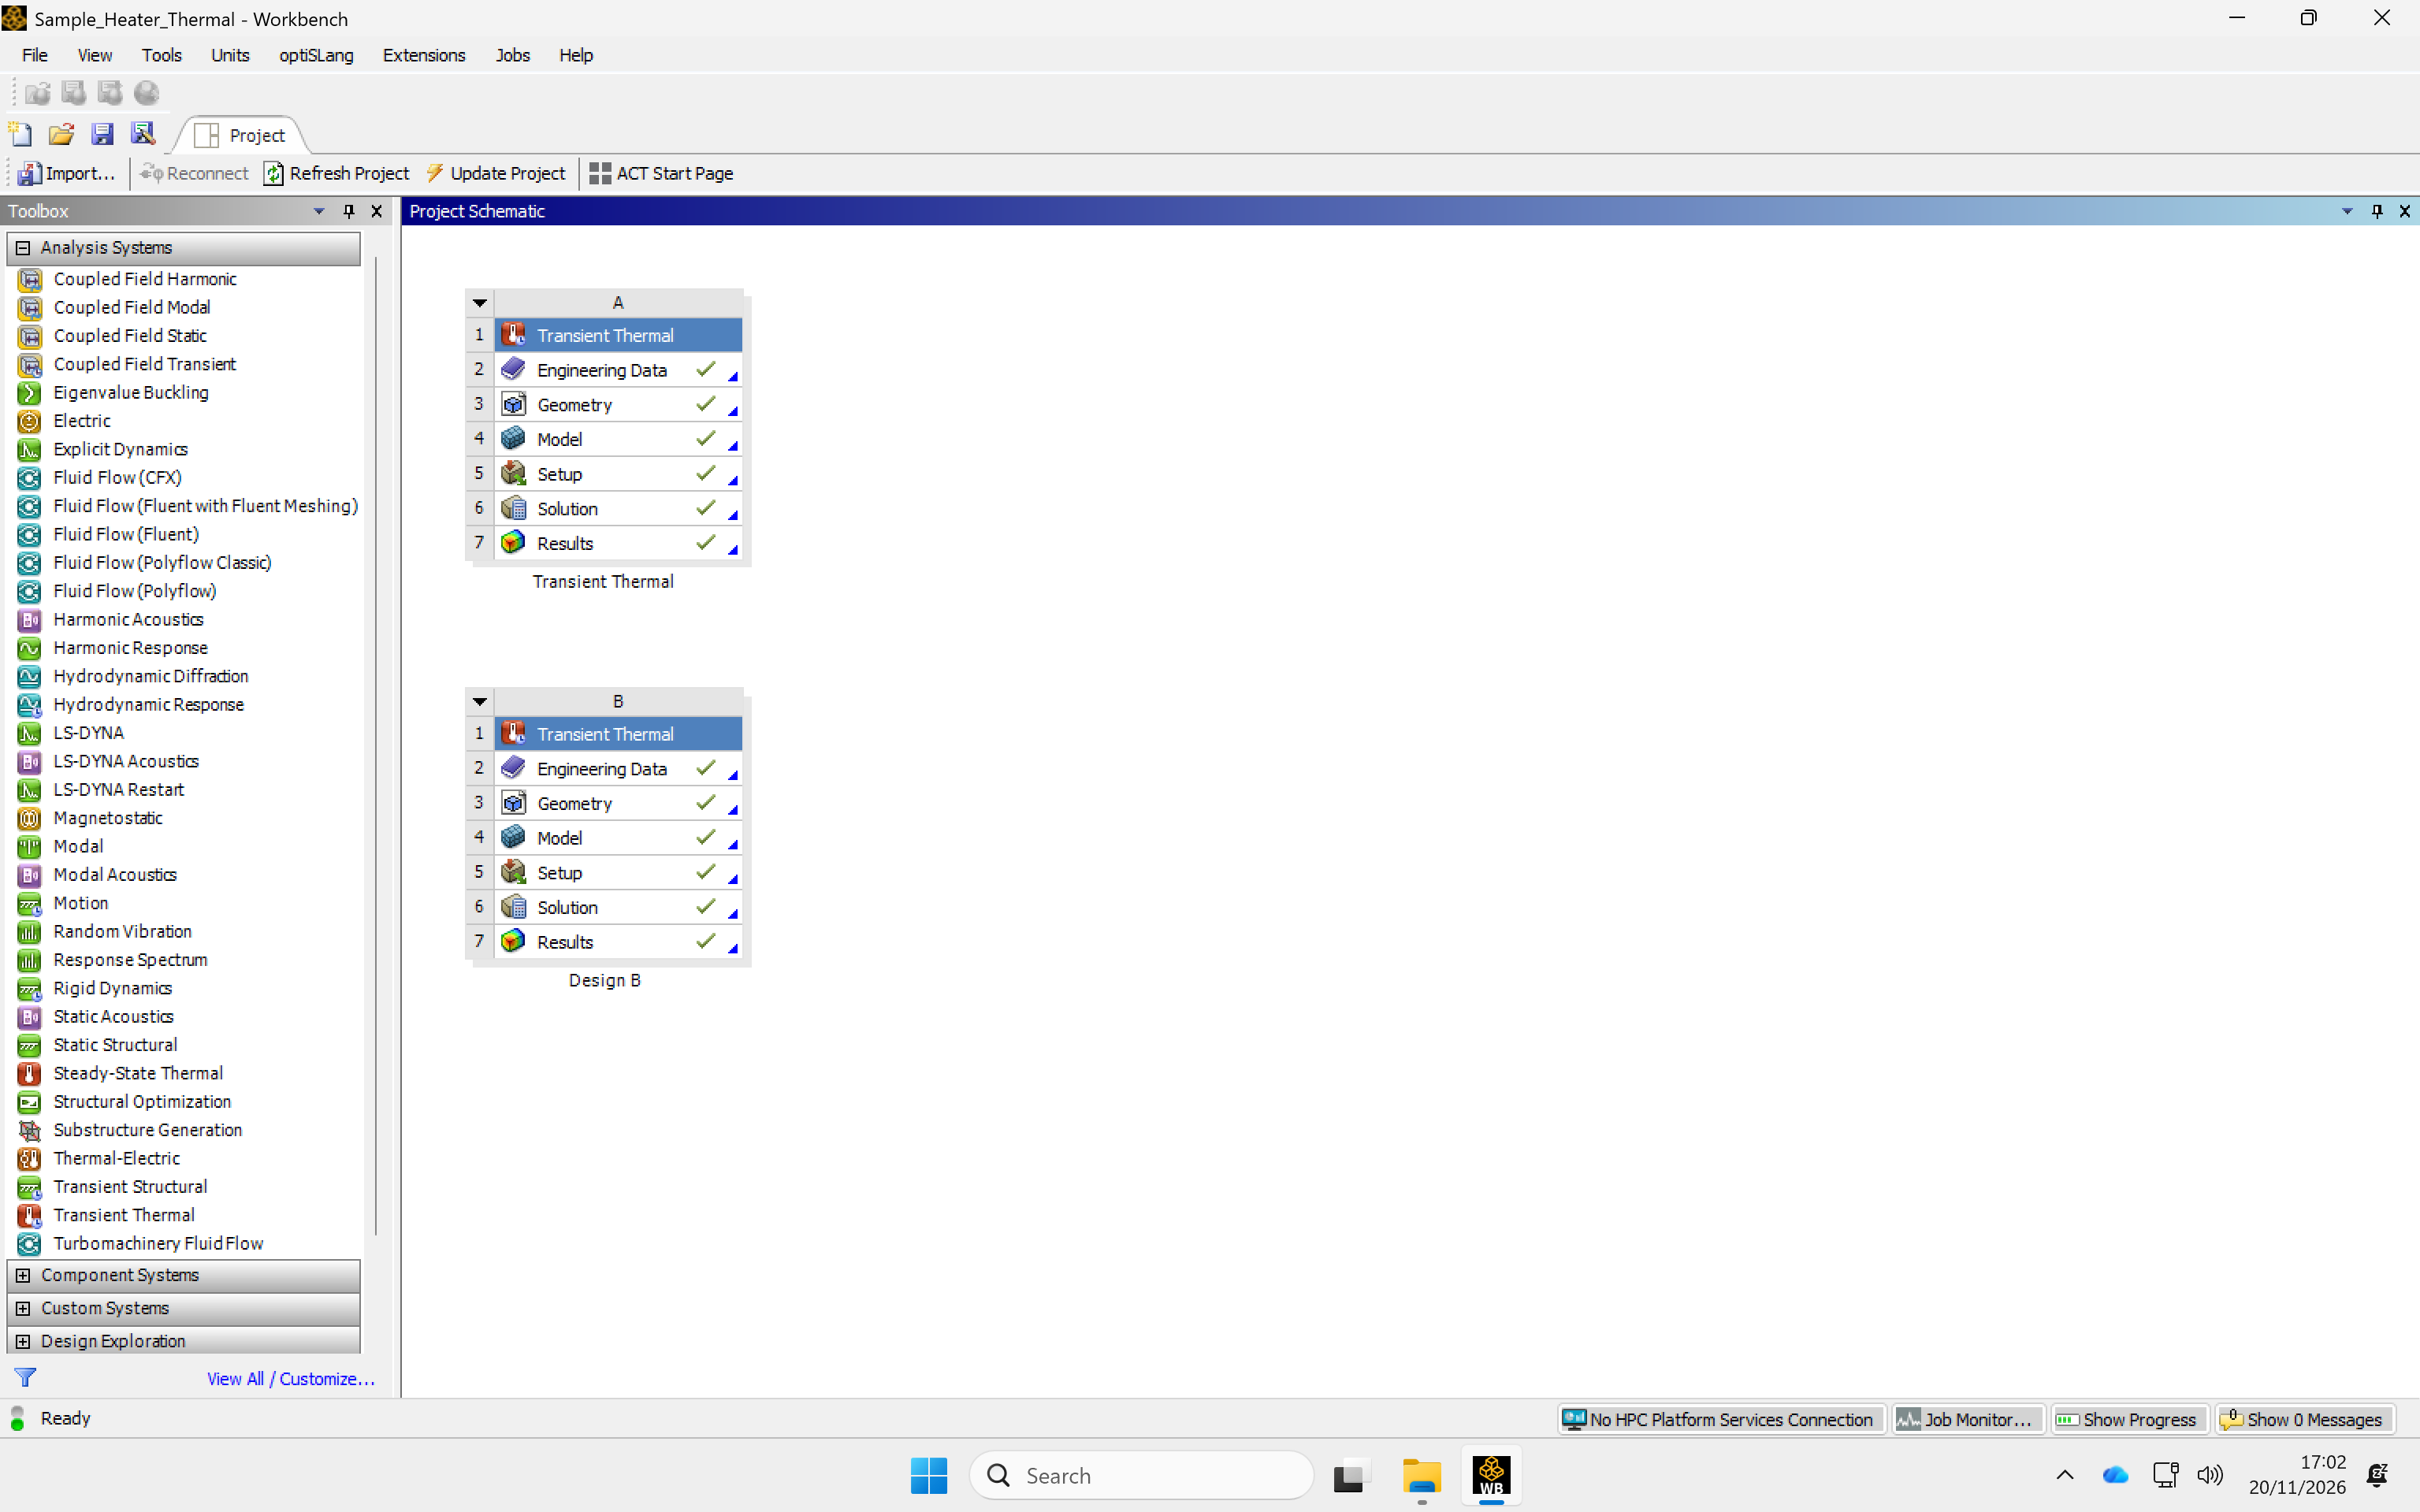 Sample_Heater_Thermal - Workbench
File View Tools Units optiSLang Extensions Jobs Help
Project
Import... Reconnect Refresh Project Update Project ACT Start Page
Toolbox
Analysis Systems
Coupled Field Harmonic
Coupled Field Modal
Coupled Field Static
Coupled Field Transient
Eigenvalue Buckling
Electric
Explicit Dynamics
Fluid Flow (CFX)
Fluid Flow (Fluent with Fluent Meshing)
Fluid Flow (Fluent)
Fluid Flow (Polyflow Classic)
Fluid Flow (Polyflow)
Harmonic Acoustics
Harmonic Response
Hydrodynamic Diffraction
Hydrodynamic Response
LS-DYNA
LS-DYNA Acoustics
LS-DYNA Restart
Magnetostatic
Modal
Modal Acoustics
Motion
Random Vibration
Response Spectrum
Rigid Dynamics
Static Acoustics
Static Structural
Steady-State Thermal
Structural Optimization
Substructure Generation
Thermal-Electric
Transient Structural
Transient Thermal
Turbomachinery Fluid Flow
Component Systems
Custom Systems
Design Exploration
View All / Customize...
Project Schematic
A
1 Transient Thermal
2 Engineering Data
3 Geometry
4 Model
5 Setup
6 Solution
7 Results
Transient Thermal
B
1 Transient Thermal
2 Engineering Data
3 Geometry
4 Model
5 Setup
6 Solution
7 Results
Design B
Ready
No HPC Platform Services Connection Job Monitor... Show Progress 0 Show 0 Messages
Search
WB
17:02
20/11/2026